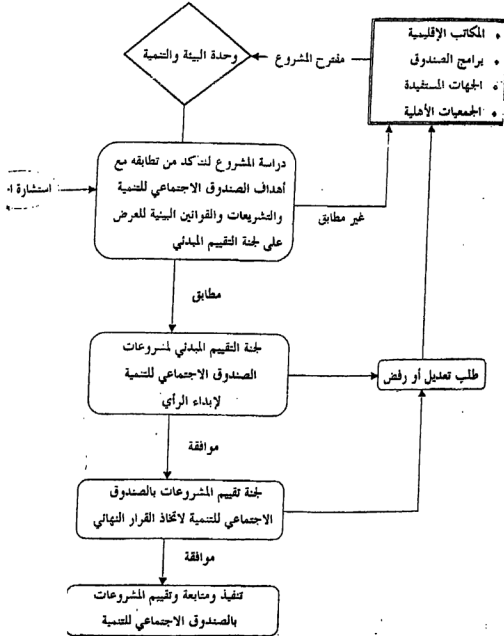 • المكاتب الإقليمية
• برامج الصندوق
• الجهات المستفيدة
• الجمعيات الأهلية
مقترح المشروع
وحدة البيئة والتنمية
دراسة المشروع للتأكد من تطابقه مع
أهداف الصندوق الاجتماعي للتنمية
والتشريعات والقوانين البيئية للعرض
على لجنة التقييم المبدئي
استشارة
غير مطابق
مطابق
لجنة التقييم المبدئي لمشروعات
الصندوق الاجتماعي للتنمية
لإبداء الرأي
طلب تعديل أو رفض
موافقة
لجنة تقييم المشروعات بالصندوق
الاجتماعي للتنمية لاتخاذ القرار النهائي
موافقة
تنفيذ ومتابعة وتقييم المشروعات
بالصندوق الاجتماعي للتنمية